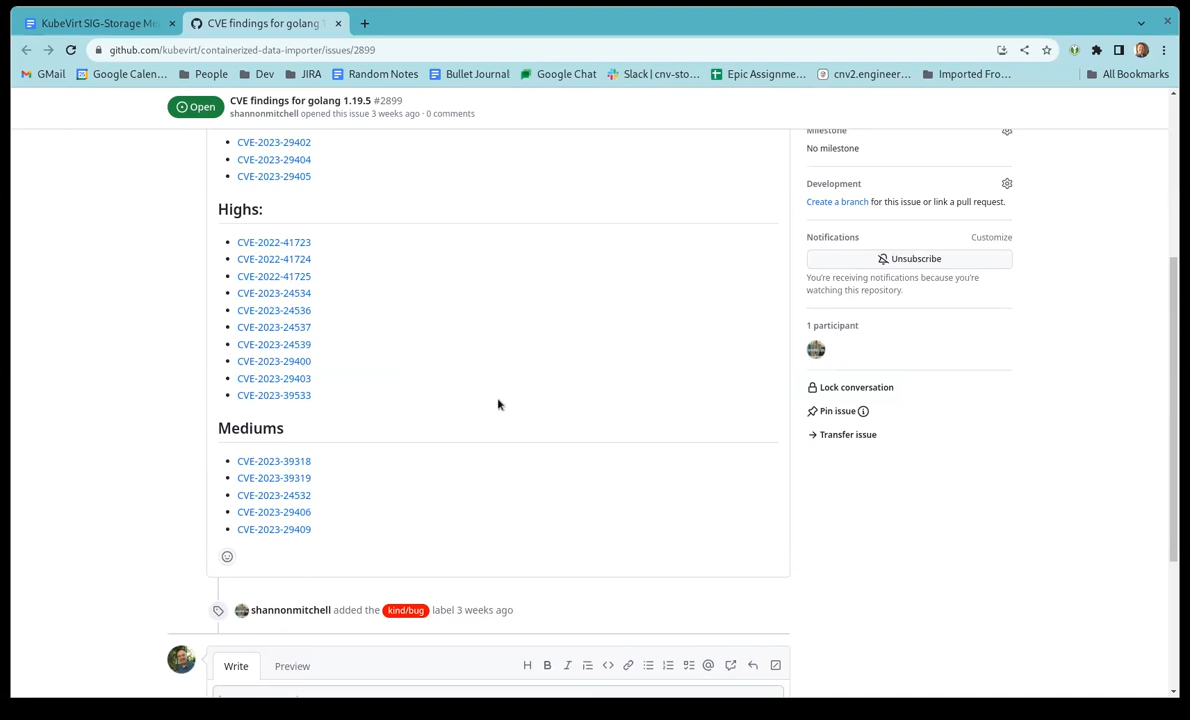 KubeVirt SIG-Storage Me
CVE findings for golang 1
github.com/kubevirt/containerized-data-importer/issues/2899
GMail
Google Calen...
People
Dev
JIRA
Random Notes
Bullet Journal
Google Chat
Slack | cnv-sto...
Epic Assignme...
cnv2.engineer...
Imported Fro...
All Bookmarks
Open
CVE findings for golang 1.19.5 #2899
shannonmitchell opened this issue 3 weeks ago · 0 comments
CVE-2023-29402
CVE-2023-29404
CVE-2023-29405
Highs:
CVE-2022-41723
CVE-2022-41724
CVE-2022-41725
CVE-2023-24534
CVE-2023-24536
CVE-2023-24537
CVE-2023-24539
CVE-2023-29400
CVE-2023-29403
CVE-2023-39533
Mediums
CVE-2023-39318
CVE-2023-39319
CVE-2023-24532
CVE-2023-29406
CVE-2023-29409
shannonmitchell added the kind/bug label 3 weeks ago
Write
Preview
Milestone
No milestone
Development
Create a branch for this issue or link a pull request.
Notifications
Customize
Unsubscribe
You're receiving notifications because you're
watching this repository.
1 participant
Lock conversation
Pin issue
Transfer issue